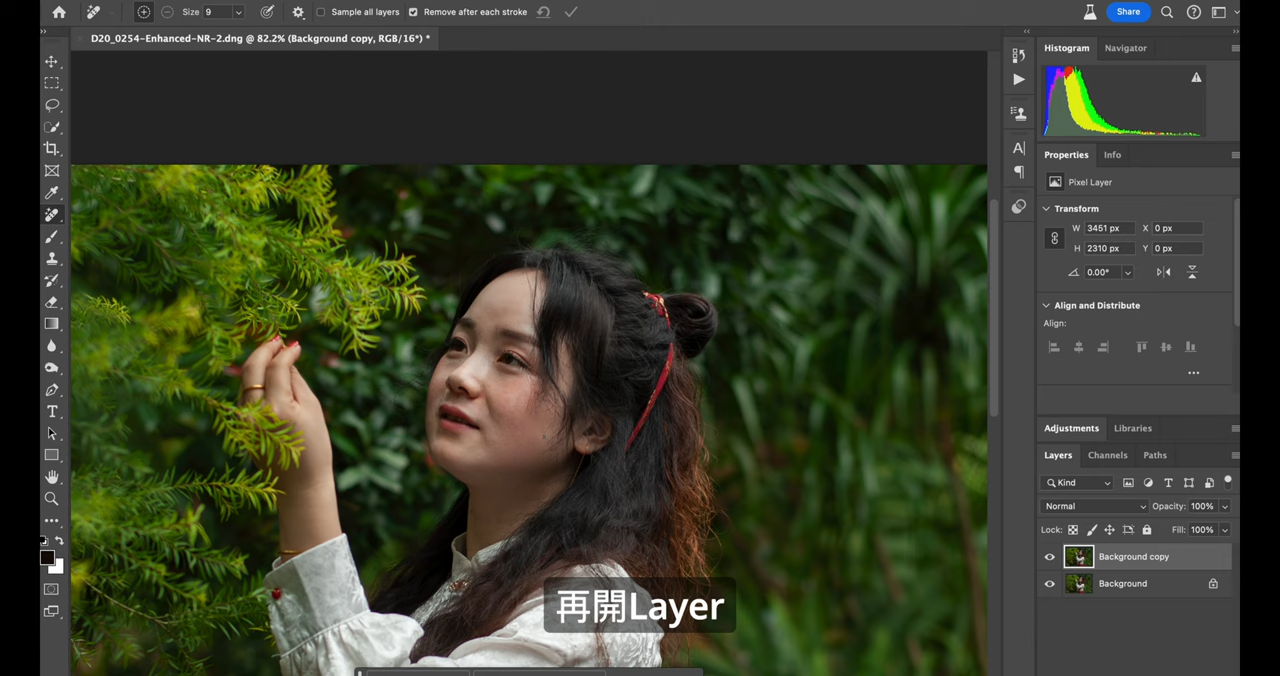 Size 9
Sample all layers
Remove after each stroke
Share
D20_0254-Enhanced-NR-2.dng @ 82.2% (Background copy, RGB/16*) *
Histogram
Navigator
Properties
Info
Pixel Layer
Transform
W 3451 px X 0 px
H 2310 px Y 0 px
0.00°
Align and Distribute
Align:
Adjustments
Libraries
Layers
Channels
Paths
Kind
Normal
Opacity: 100%
Lock:
Fill: 100%
Background copy
Background
再開Layer